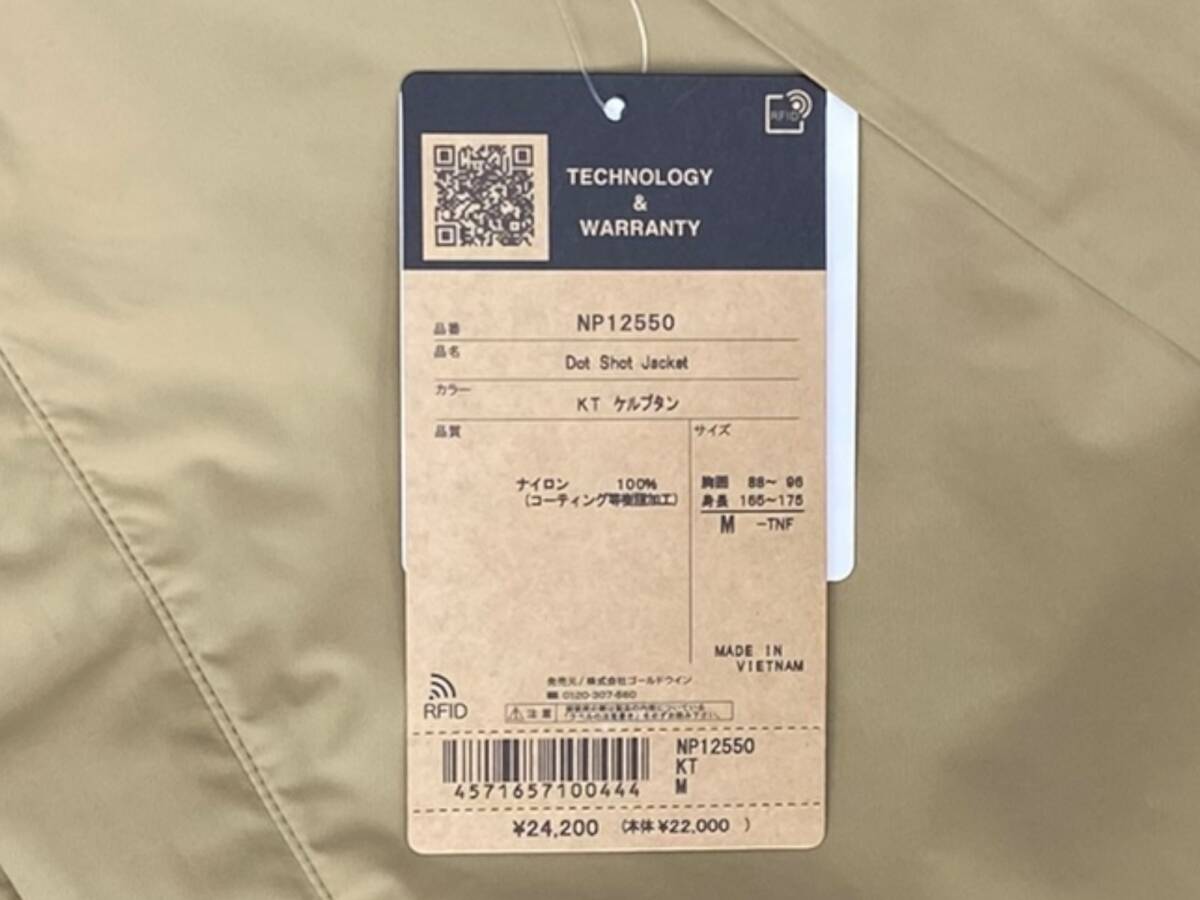 RFID
TECHNOLOGY
&
WARRANTY
品番 NP12550
品名 Dot Shot Jacket
カラー KT ケルプタン
品質
ナイロン 100%
(コーティング等樹脂加工)
サイズ
胸囲 88～ 96
身長 165～175
M -TNF
MADE IN
VIETNAM
発売元/株式会社ゴールドウイン
0120-307-560
RFID
注意
NP12550
KT
M
4571657100444
¥24,200 (本体¥22,000 )